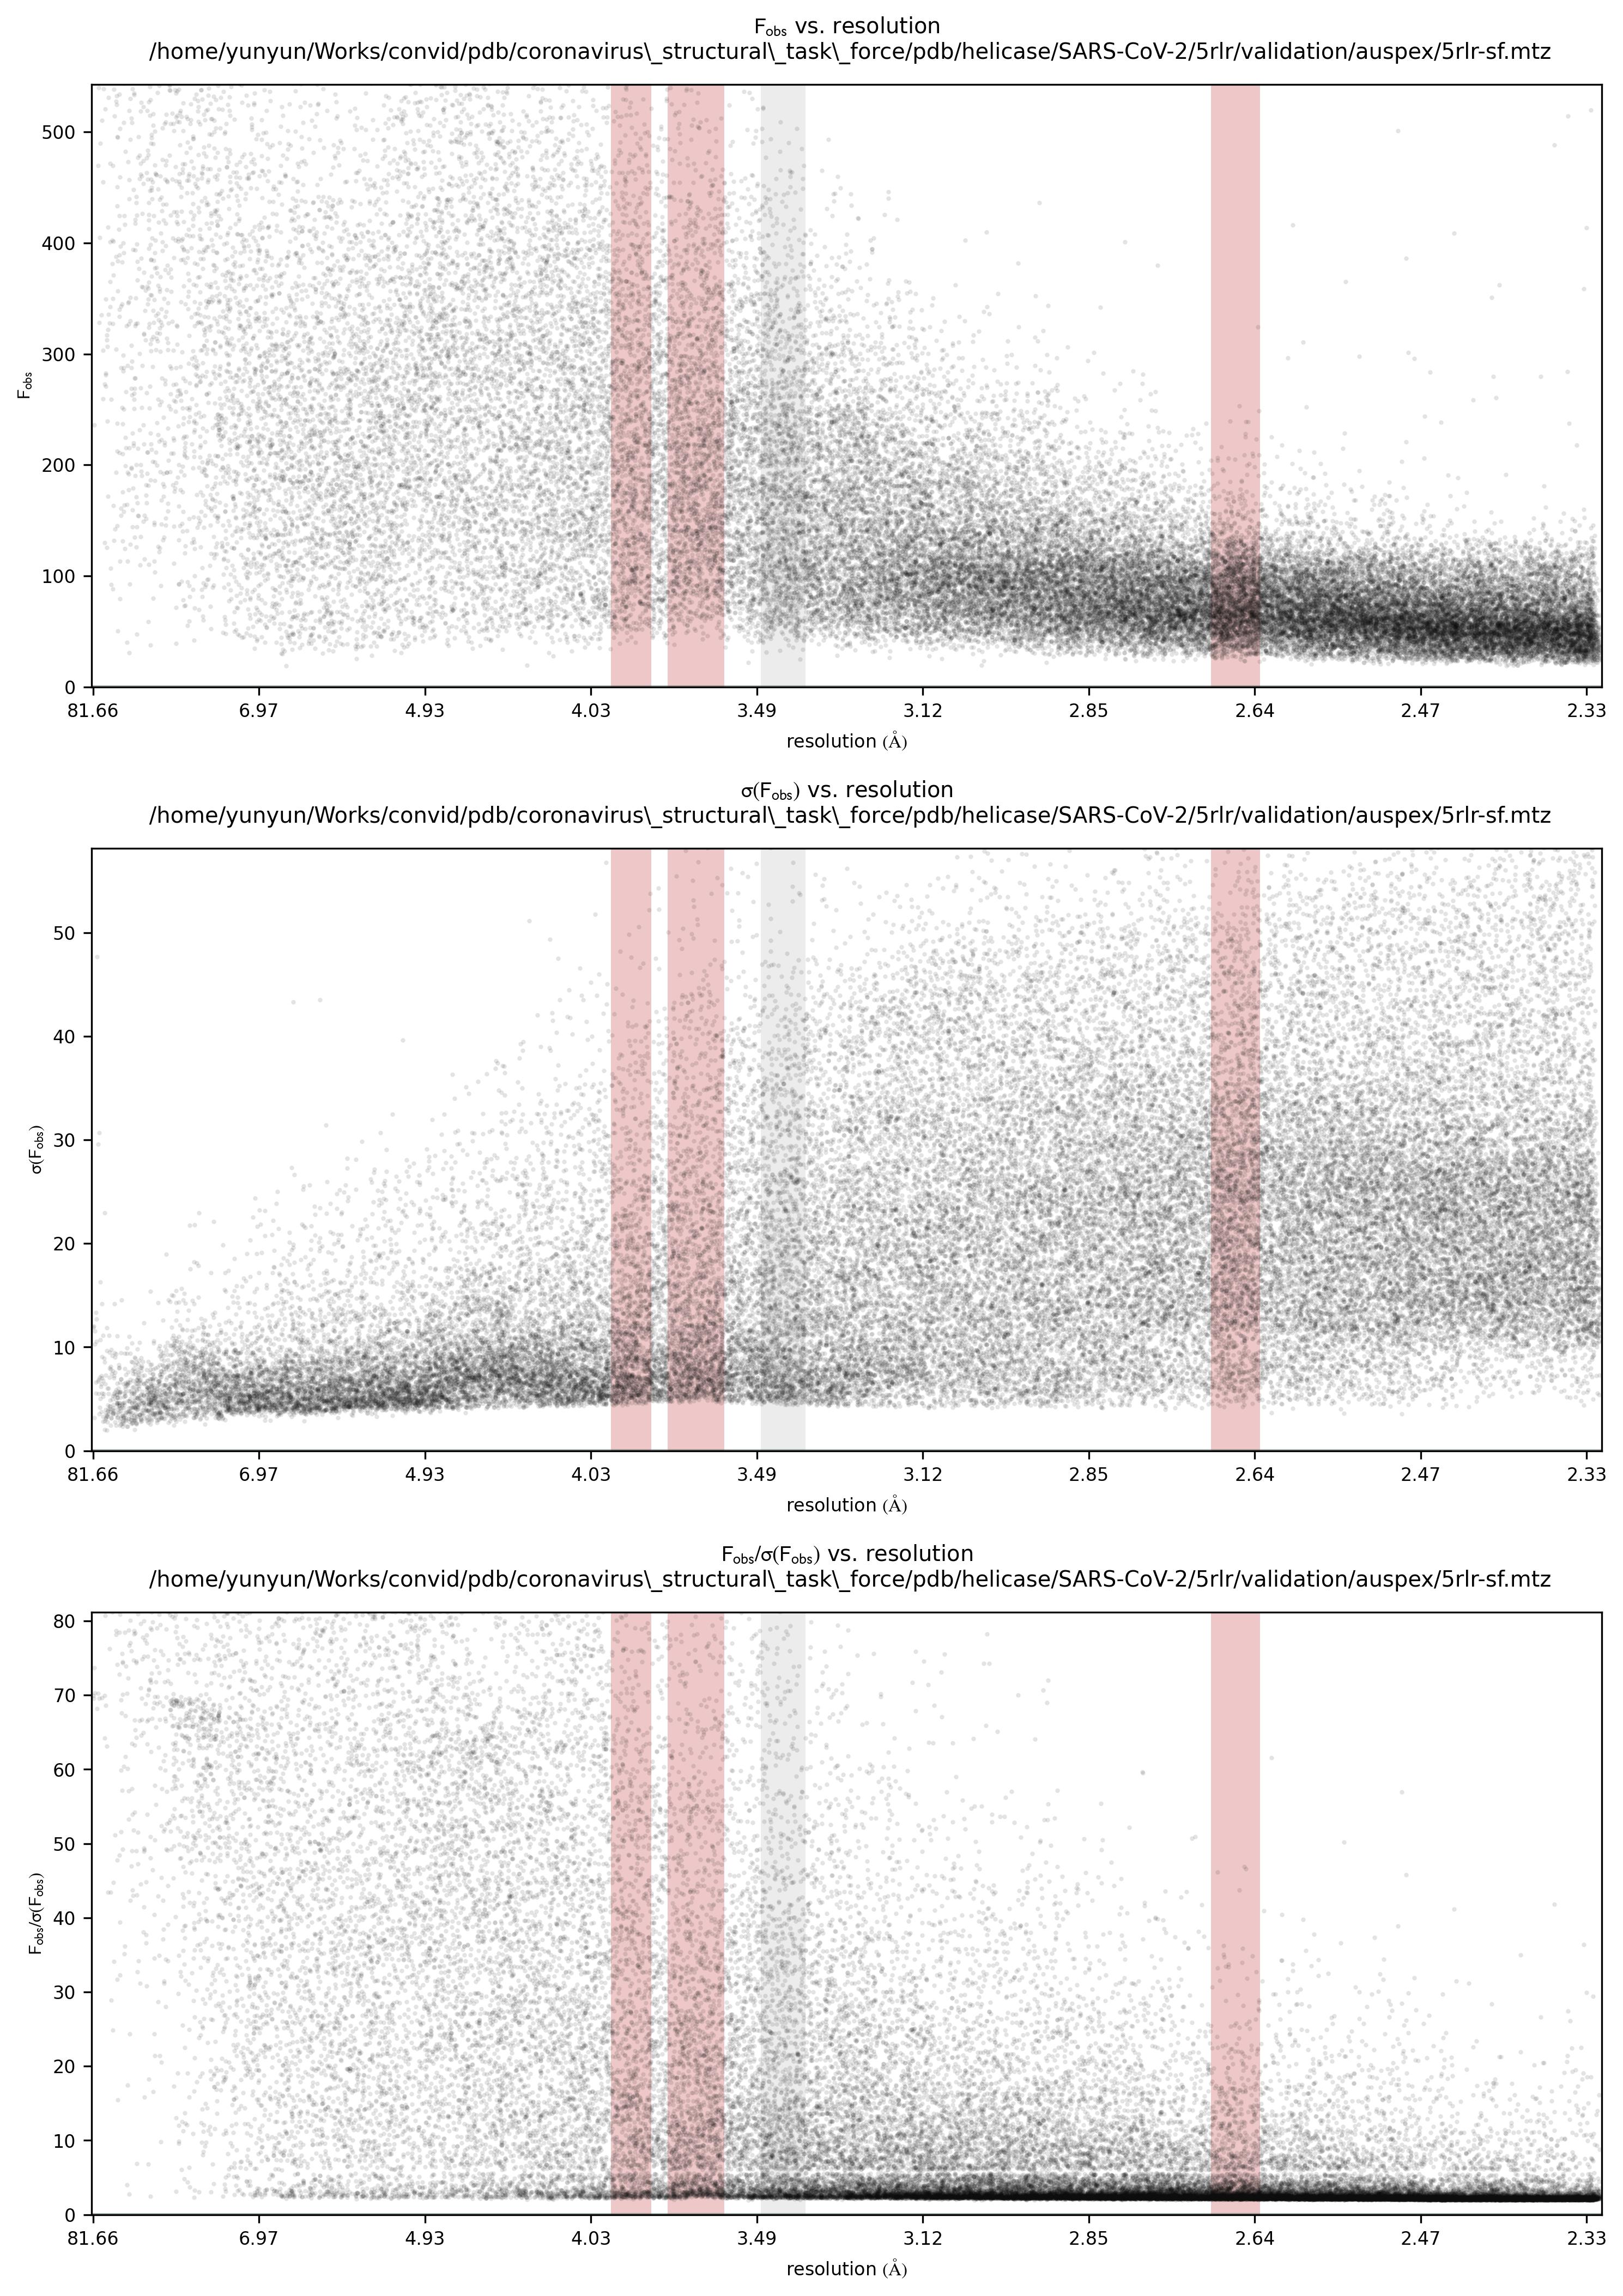 Fobs vs. resolution
/home/yunyun/Works/convid/pdb/coronavirus\_structural\_task\_force/pdb/helicase/SARS-CoV-2/5rlr/validation/auspex/5rlr-sf.mtz
500
400
300
200
100
0
Fobs
81.66 6.97 4.93 4.03 3.49 3.12 2.85 2.64 2.47 2.33
resolution (Å)
σ(Fobs) vs. resolution
/home/yunyun/Works/convid/pdb/coronavirus\_structural\_task\_force/pdb/helicase/SARS-CoV-2/5rlr/validation/auspex/5rlr-sf.mtz
50
40
30
20
10
0
σ(Fobs)
81.66 6.97 4.93 4.03 3.49 3.12 2.85 2.64 2.47 2.33
resolution (Å)
Fobs/σ(Fobs) vs. resolution
/home/yunyun/Works/convid/pdb/coronavirus\_structural\_task\_force/pdb/helicase/SARS-CoV-2/5rlr/validation/auspex/5rlr-sf.mtz
80
70
60
50
40
30
20
10
0
Fobs/σ(Fobs)
81.66 6.97 4.93 4.03 3.49 3.12 2.85 2.64 2.47 2.33
resolution (Å)